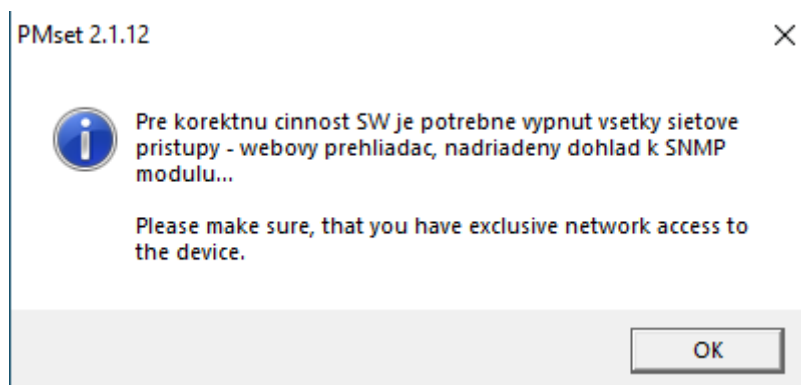 PMset 2.1.12
Pre korektnu cinnost SW je potrebne vypnut vsetky sietove
pristupy - webovy prehliadac, nadriadeny dohlad k SNMP
modulu...
Please make sure, that you have exclusive network access to
the device.
OK